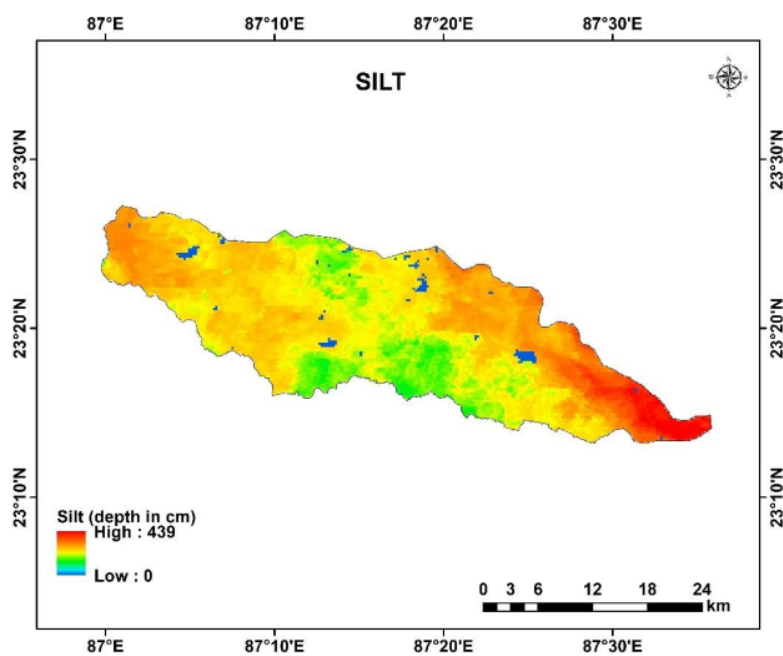 87°E 87°10'E 87°20'E 87°30'E
SILT
23°30'N 23°30'N
23°20'N 23°20'N
23°10'N 23°10'N
Silt (depth in cm)
High : 439
Low : 0
0 3 6 12 18 24
km
87°E 87°10'E 87°20'E 87°30'E